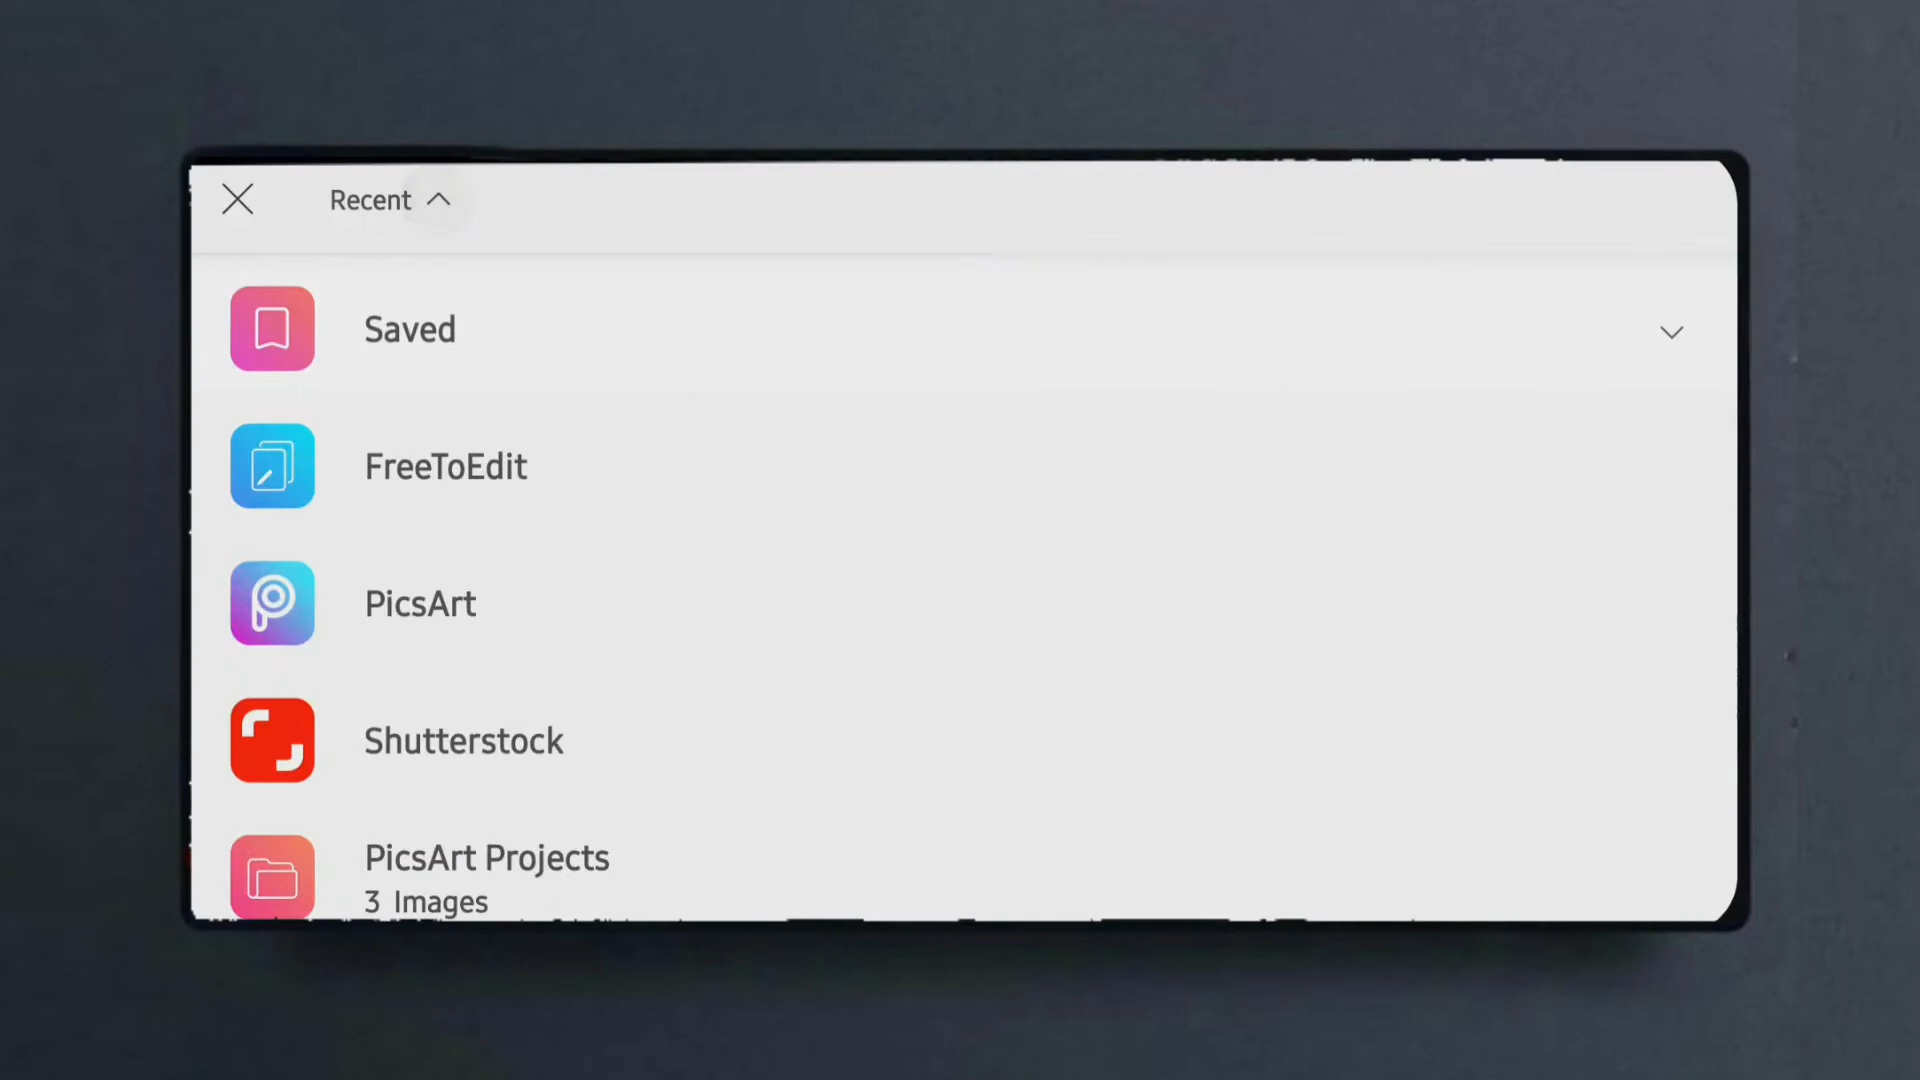 Recent
Saved
FreeToEdit
PicsArt
Shutterstock
PicsArt Projects
3 Images